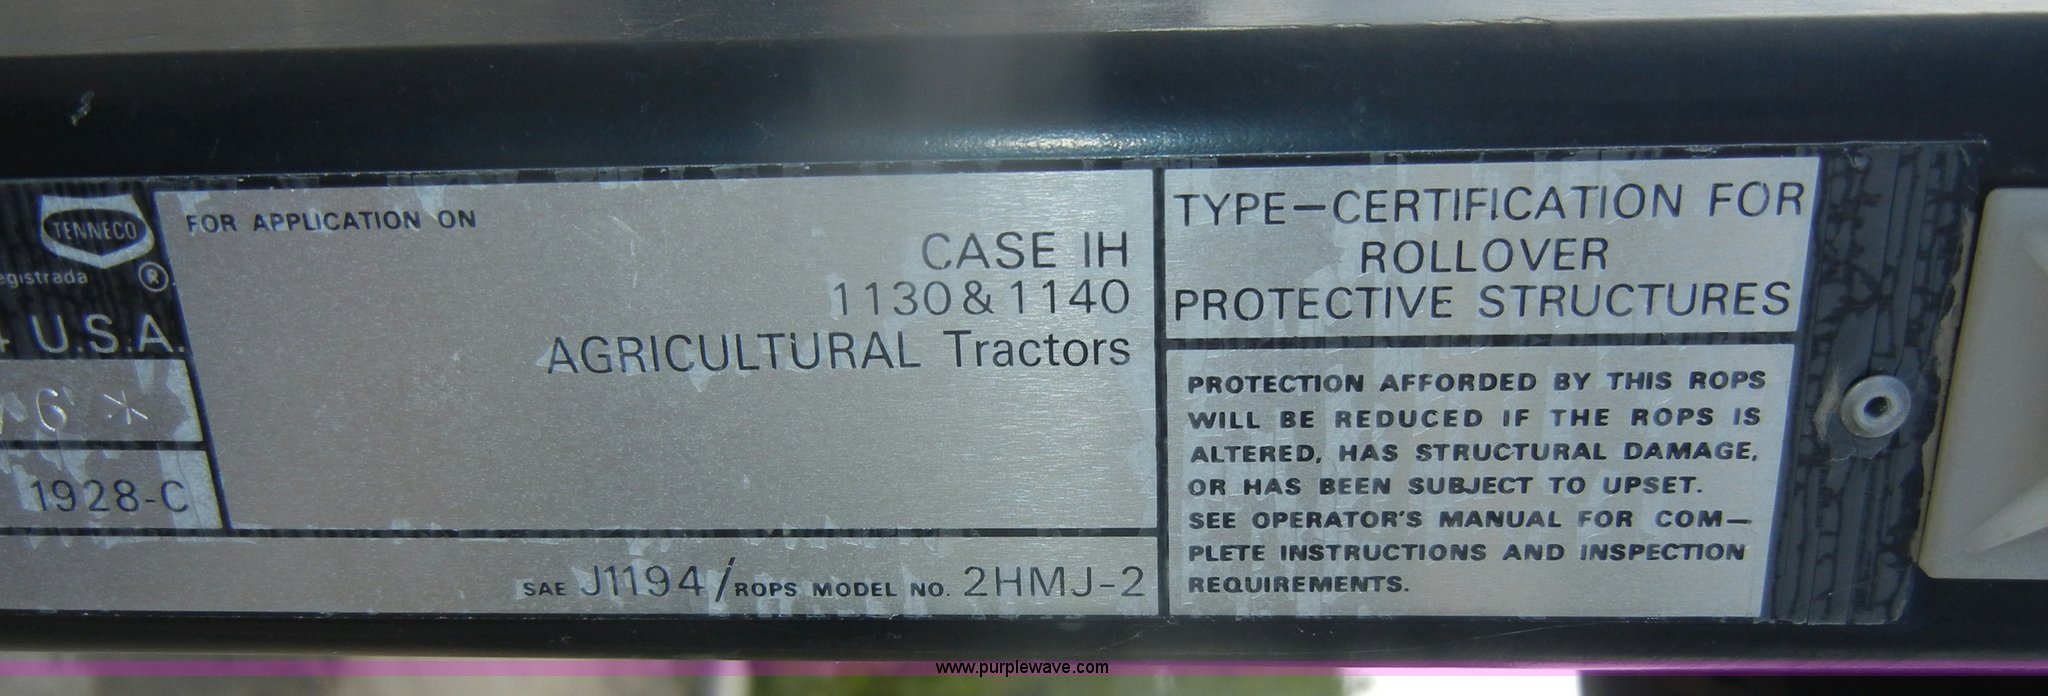 TENNECO
FOR APPLICATION ON
egistrada ®
CASE IH
1130 & 1140
AGRICULTURAL Tractors
U.S.A.
6 *
1928-C
SAE J1194/ROPS MODEL NO. 2HMJ-2
TYPE—CERTIFICATION FOR
ROLLOVER
PROTECTIVE STRUCTURES
PROTECTION AFFORDED BY THIS ROPS
WILL BE REDUCED IF THE ROPS IS
ALTERED, HAS STRUCTURAL DAMAGE,
OR HAS BEEN SUBJECT TO UPSET.
SEE OPERATOR'S MANUAL FOR COM—
PLETE INSTRUCTIONS AND INSPECTION
REQUIREMENTS.
www.purplewave.com